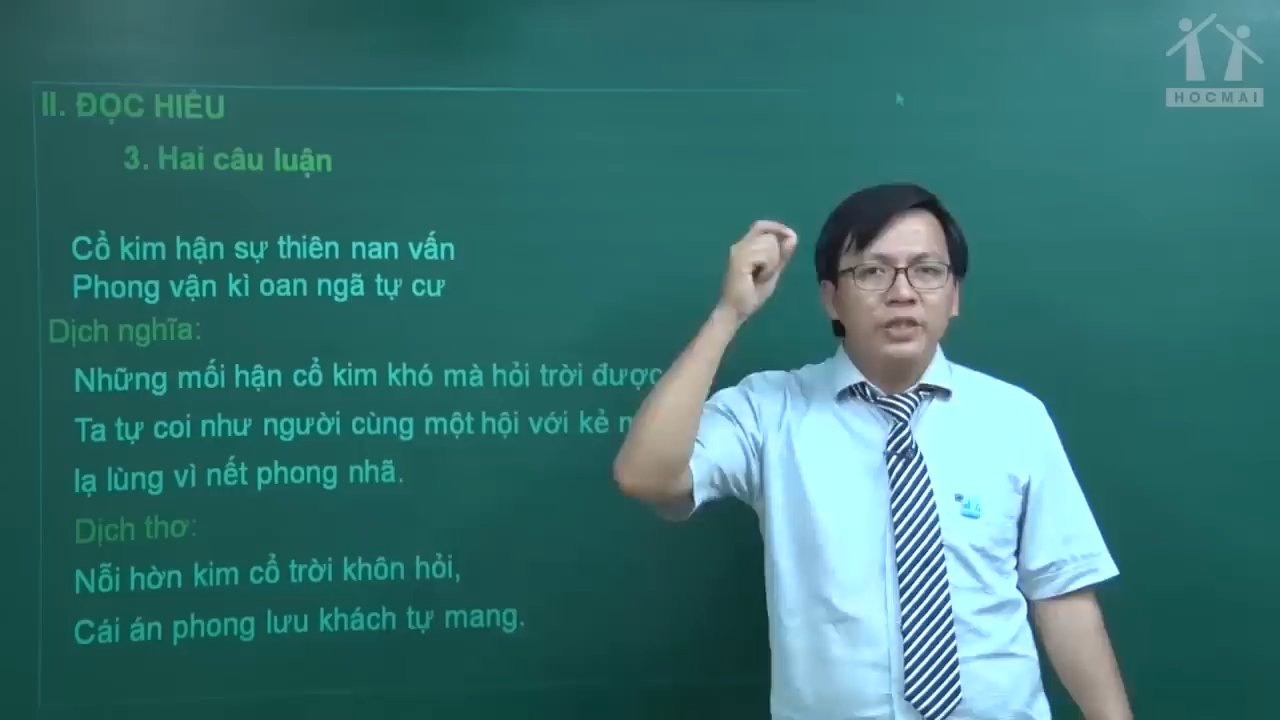 HOCMAI
II. ĐỌC HIỂU
3. Hai câu luận
Cổ kim hận sự thiên nan vấn
Phong vận kì oan ngã tự cư
Dịch nghĩa:
Những mối hận cổ kim khó mà hỏi trời được
Ta tự coi như người cùng một hội với kẻ
lạ lùng vì nết phong nhã.
Dịch thơ:
Nỗi hờn kim cổ trời khôn hỏi,
Cái án phong lưu khách tự mang.